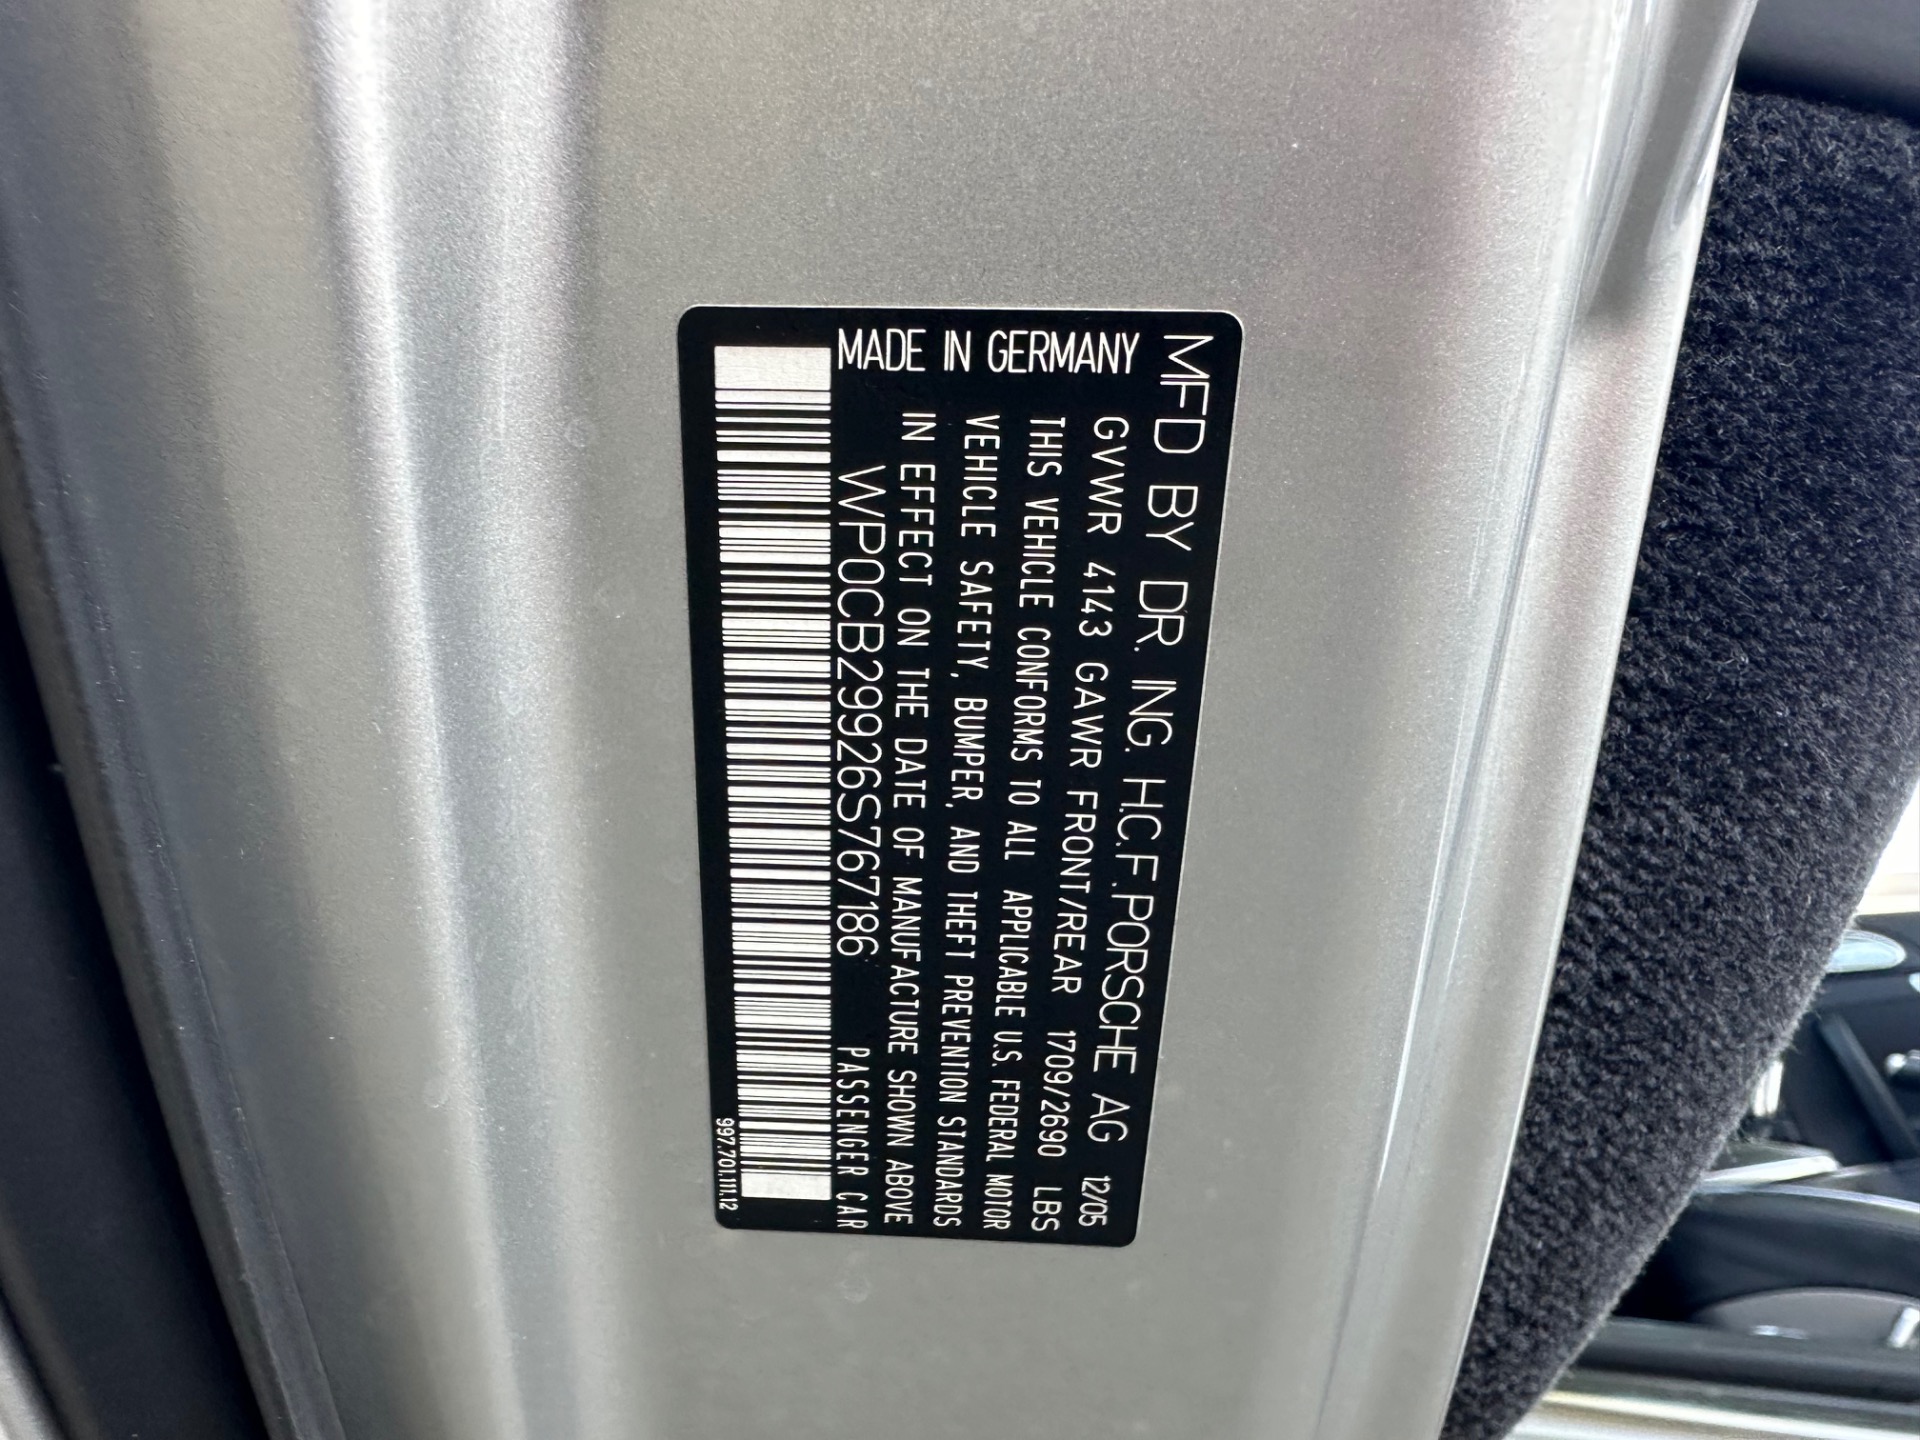 MFD BY DR. ING. H.C.F.PORSCHE AG 12/05
GVWR 4143 GAWR FRONT/REAR 1709/2690 LBS
THIS VEHICLE CONFORMS TO ALL APPLICABLE U.S. FEDERAL MOTOR
VEHICLE SAFETY, BUMPER, AND THEFT PREVENTION STANDARDS
IN EFFECT ON THE DATE OF MANUFACTURE SHOWN ABOVE
WP0CB29926S767186 PASSENGER CAR
MADE IN GERMANY
997.701.111.12